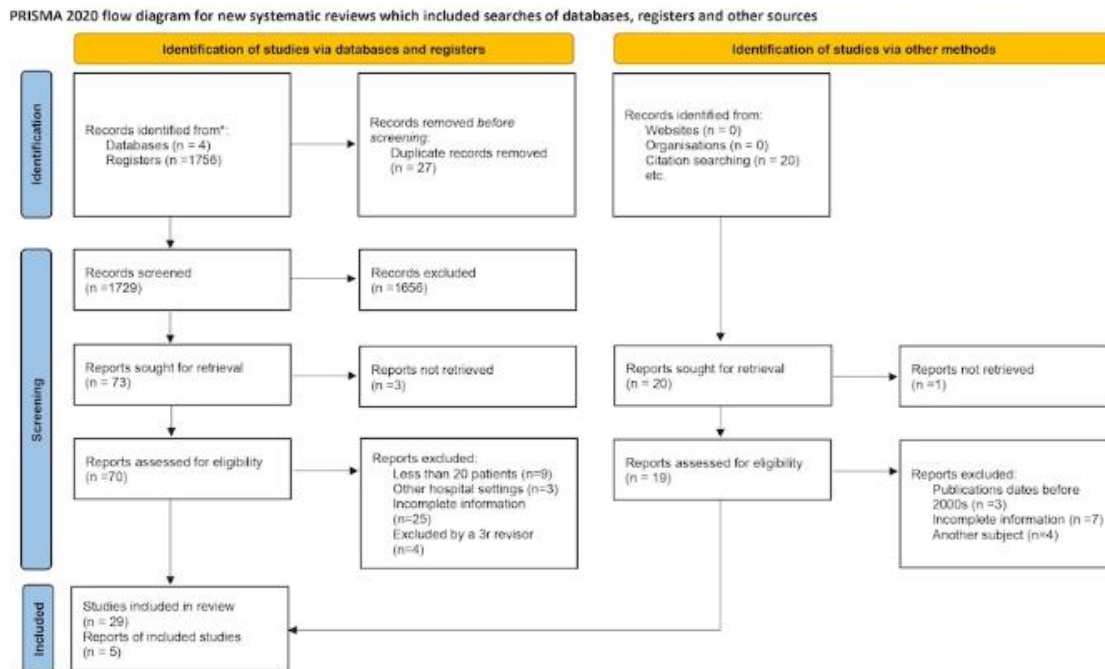 PRISMA 2020 flow diagram for new systematic reviews which included searches of databases, registers and other sources
Identification of studies via databases and registers
Identification of studies via other methods
Identification
Records identified from*:
Databases (n = 4)
Registers (n =1756)
Records removed before
screening:
Duplicate records removed
(n = 27)
Records identified from:
Websites (n = 0)
Organisations (n = 0)
Citation searching (n = 20)
etc.
Screening
Records screened
(n =1729)
Records excluded
(n =1656)
Reports sought for retrieval
(n = 73)
Reports not retrieved
(n =3)
Reports sought for retrieval
(n = 20)
Reports not retrieved
(n =1)
Reports assessed for eligibility
(n =70)
Reports excluded:
Less than 20 patients (n=9)
Other hospital settings (n=3)
Incomplete information
(n=25)
Excluded by a 3r revisor
(n=4)
Reports assessed for eligibility
(n = 19)
Reports excluded:
Publications dates before
2000s (n =3)
Incomplete information (n =7)
Another subject (n=4)
Included
Studies included in review
(n = 29)
Reports of included studies
(n = 5)